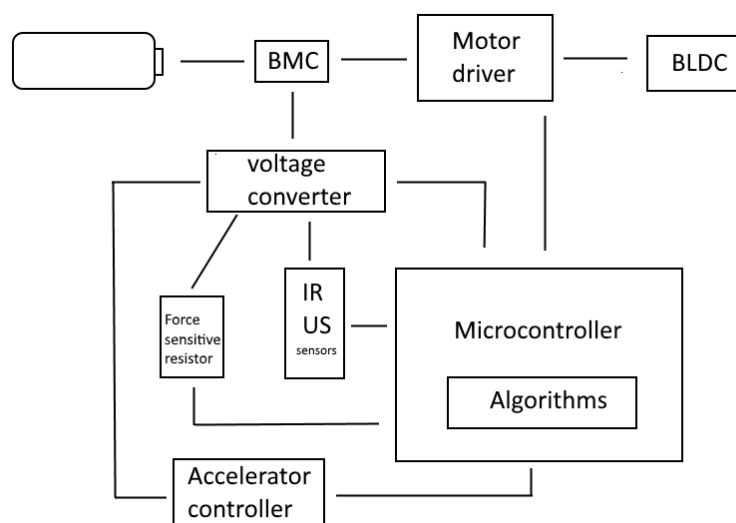 BMC
Motor
driver
BLDC
voltage
converter
Force
sensitive
resistor
IR
US
sensors
Microcontroller
Algorithms
Accelerator
controller